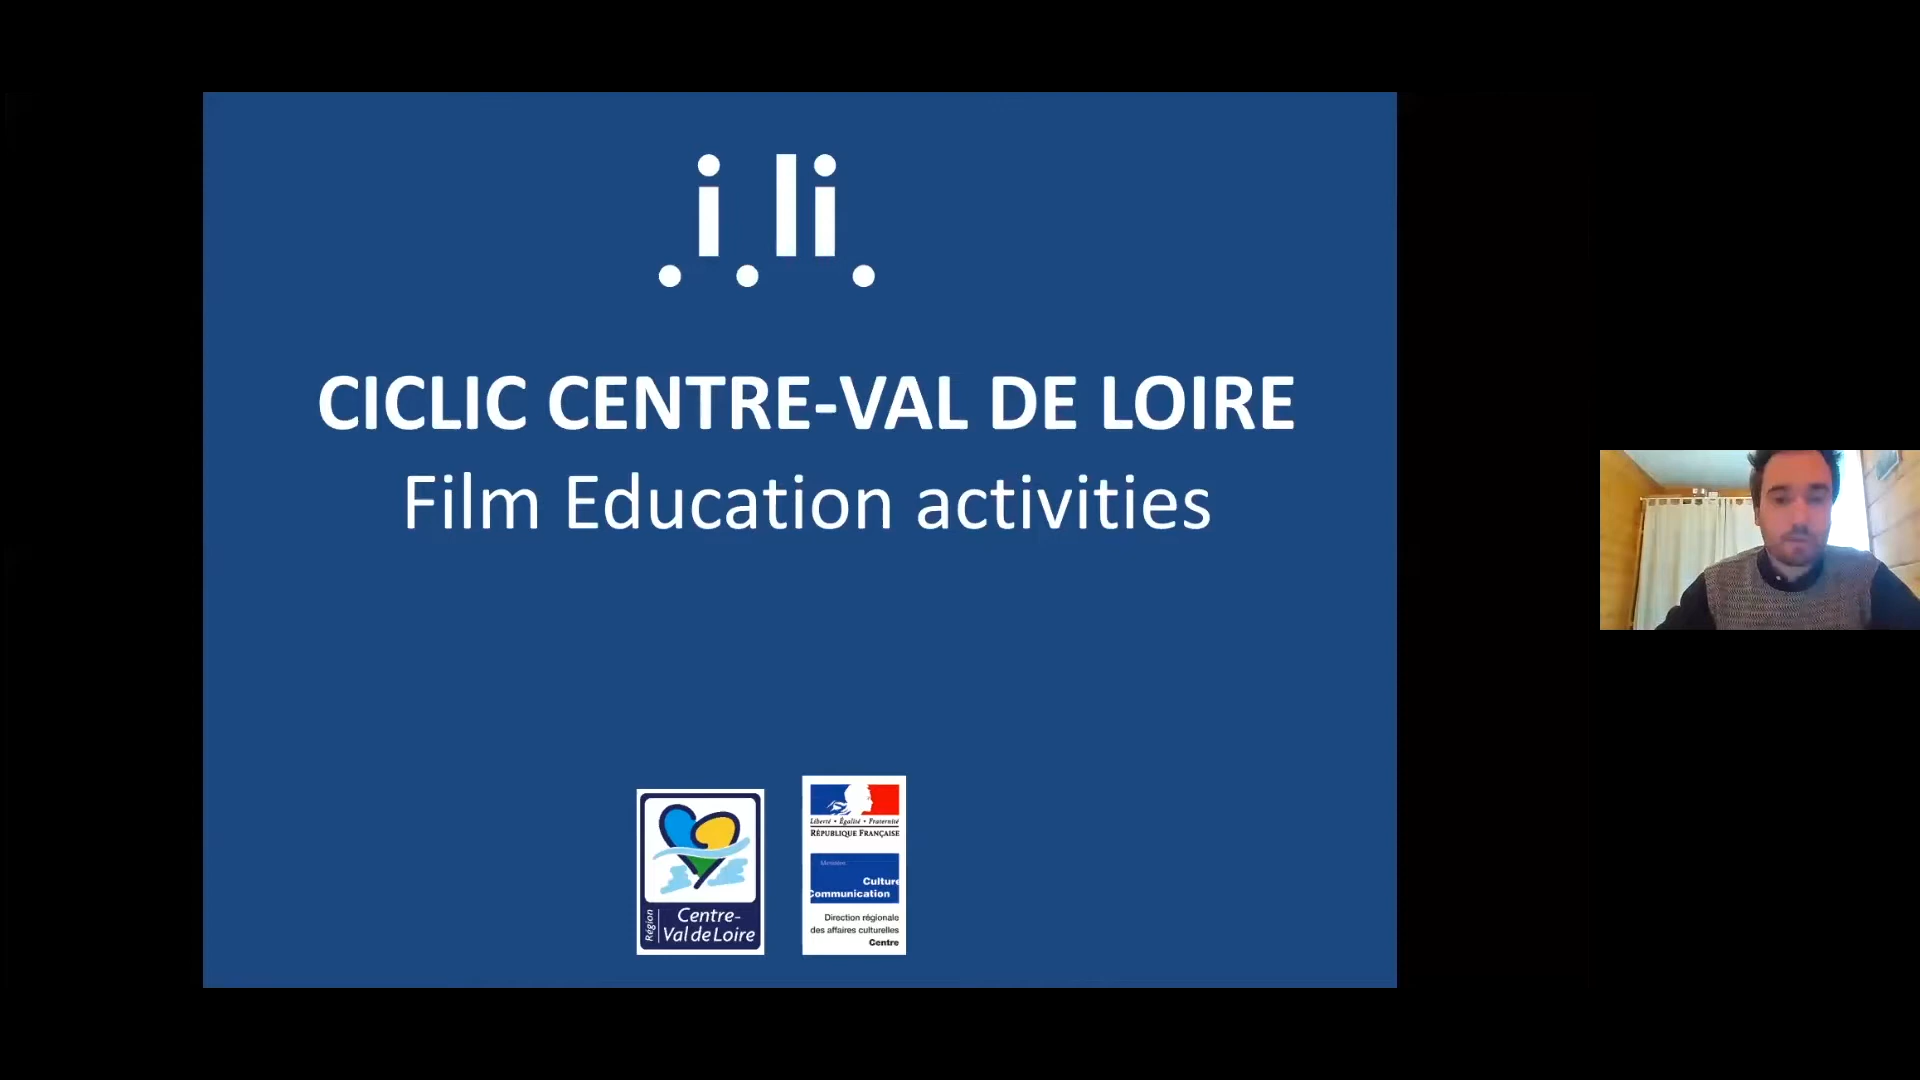 .i.li.
CICLIC CENTRE-VAL DE LOIRE
Film Education activities
Région
Centre-
Val de Loire
Liberté • Égalité • Fraternité
RÉPUBLIQUE FRANÇAISE
Ministère
Culture
Communication
Direction régionale
des affaires culturelles
Centre